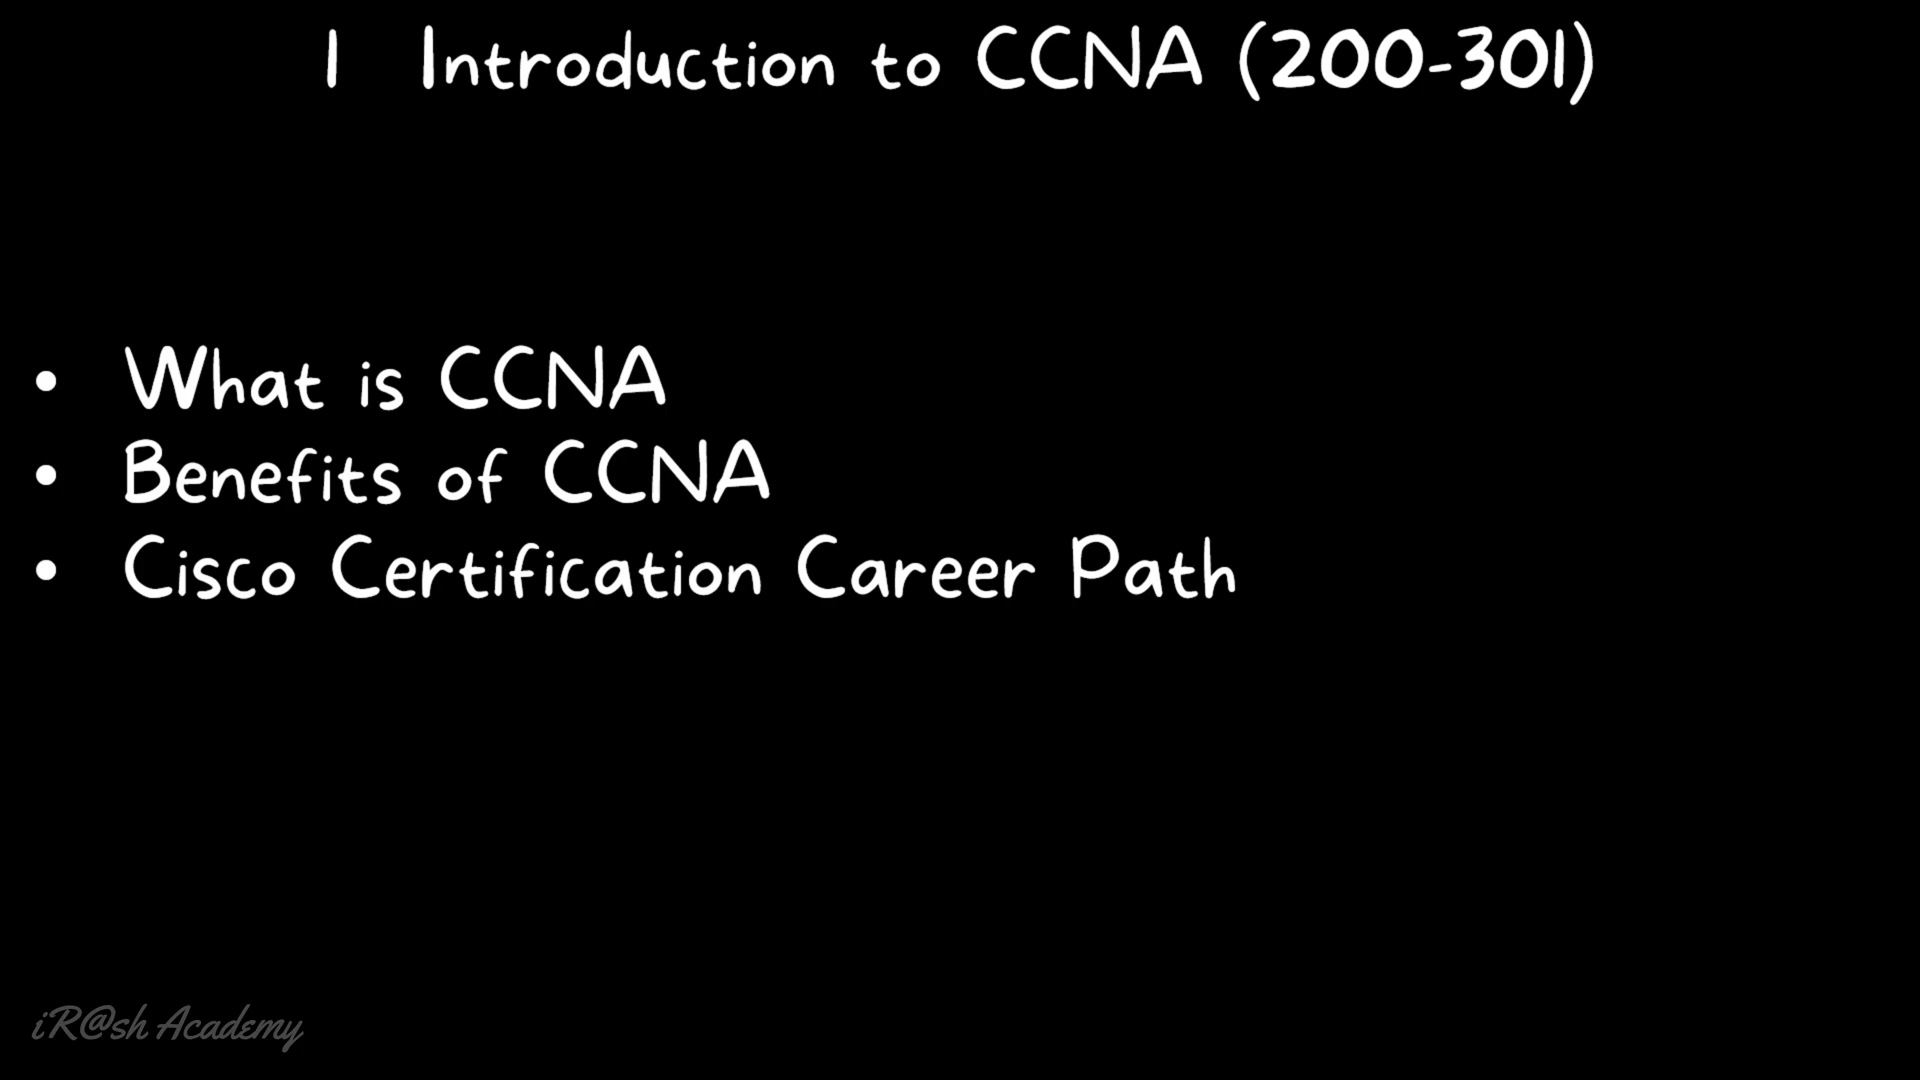 1 Introduction to CCNA (200-301)
• What is CCNA
• Benefits of CCNA
• Cisco Certification Career Path
iR@sh Academy